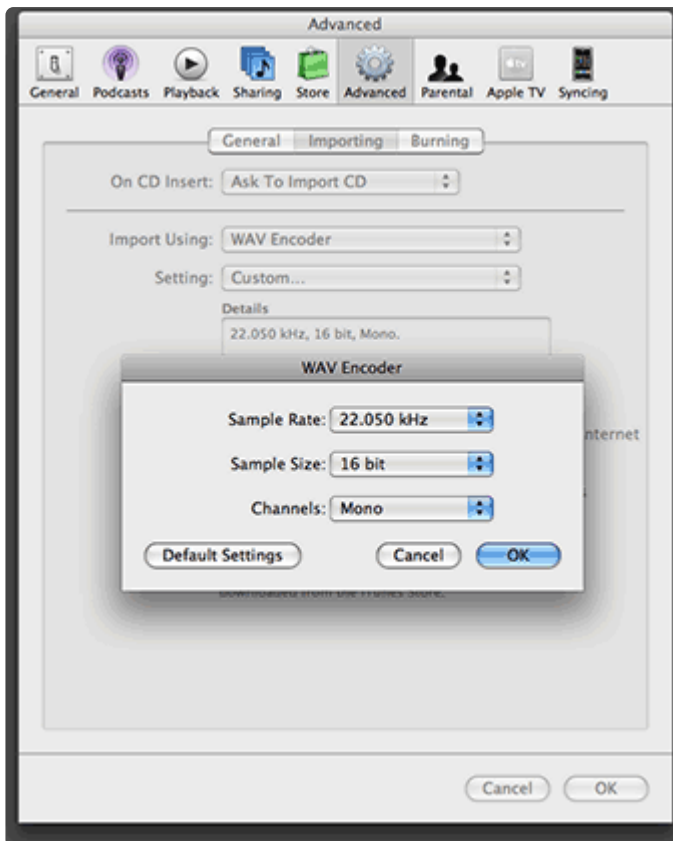 Advanced
General Podcasts Playback Sharing Store Advanced Parental Apple TV Syncing
General Importing Burning
On CD Insert: Ask To Import CD
Import Using: WAV Encoder
Setting: Custom...
Details
22.050 kHz, 16 bit, Mono.
WAV Encoder
Sample Rate: 22.050 kHz
nternet
Sample Size: 16 bit
Channels: Mono
Default Settings Cancel OK
downloaded from the iTunes Store.
Cancel OK